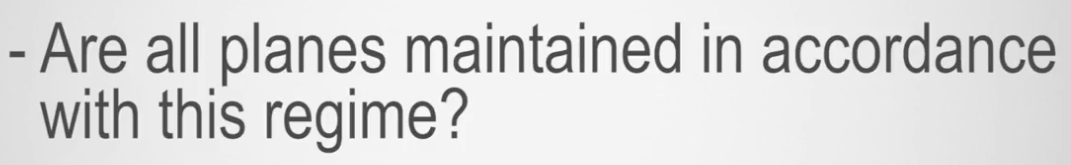 - Are all planes maintained in accordance
with this regime?